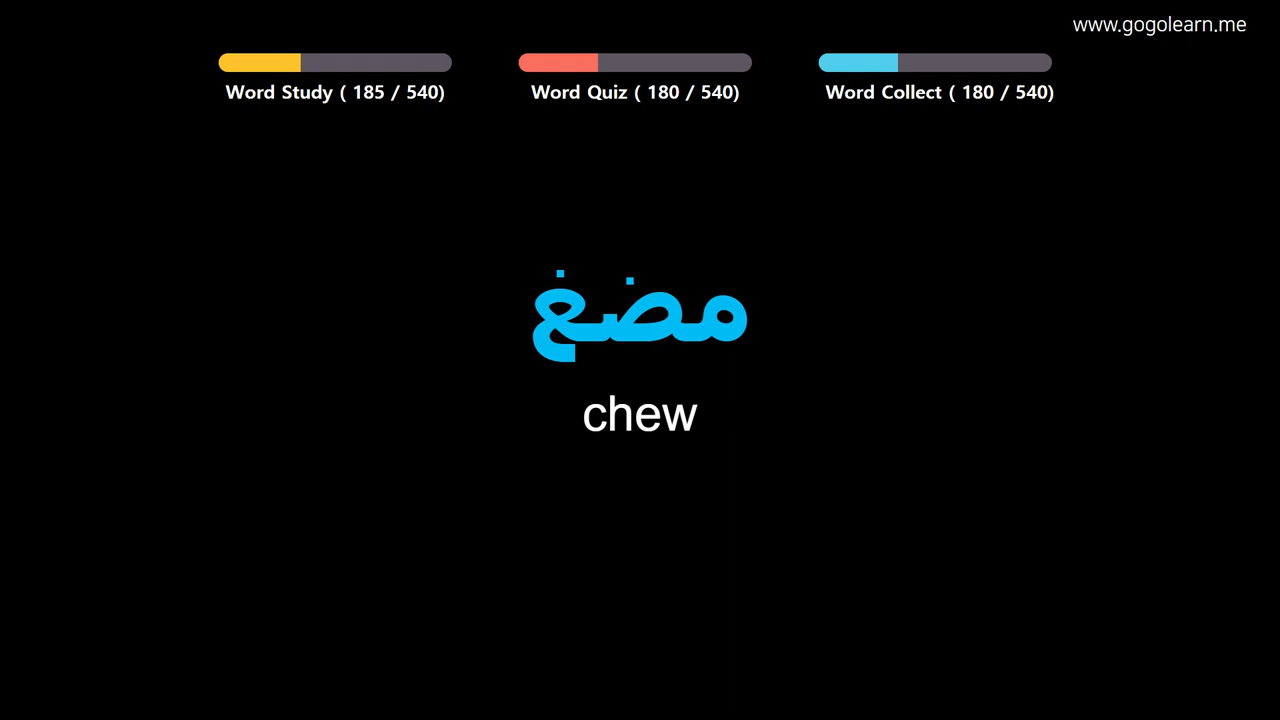 www.gogolearn.me
Word Study ( 185 / 540)
Word Quiz ( 180 / 540)
Word Collect ( 180 / 540)
مضغ
chew